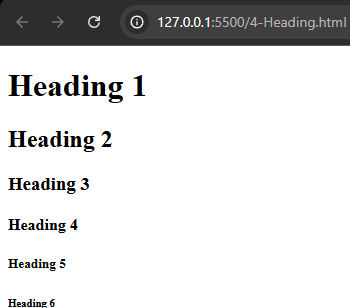 127.0.0.1:5500/4-Heading.html
Heading 1
Heading 2
Heading 3
Heading 4
Heading 5
Heading 6